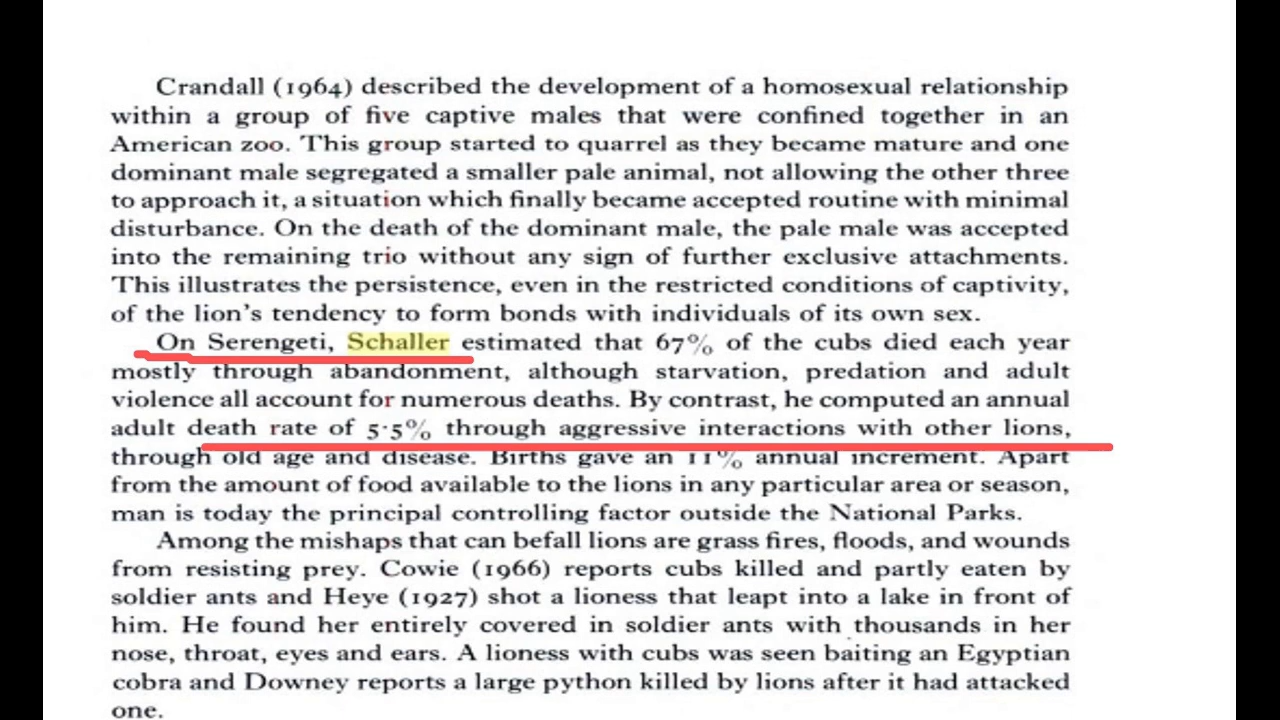 Crandall (1964) described the development of a homosexual relationship
within a group of five captive males that were confined together in an
American zoo. This group started to quarrel as they became mature and one
dominant male segregated a smaller pale animal, not allowing the other three
to approach it, a situation which finally became accepted routine with minimal
disturbance. On the death of the dominant male, the pale male was accepted
into the remaining trio without any sign of further exclusive attachments.
This illustrates the persistence, even in the restricted conditions of captivity,
of the lion's tendency to form bonds with individuals of its own sex.
On Serengeti, Schaller estimated that 67% of the cubs died each year
mostly through abandonment, although starvation, predation and adult
violence all account for numerous deaths. By contrast, he computed an annual
adult death rate of 5·5% through aggressive interactions with other lions,
through old age and disease. Births gave an 11% annual increment. Apart
from the amount of food available to the lions in any particular area or season,
man is today the principal controlling factor outside the National Parks.
Among the mishaps that can befall lions are grass fires, floods, and wounds
from resisting prey. Cowie (1966) reports cubs killed and partly eaten by
soldier ants and Heye (1927) shot a lioness that leapt into a lake in front of
him. He found her entirely covered in soldier ants with thousands in her
nose, throat, eyes and ears. A lioness with cubs was seen baiting an Egyptian
cobra and Downey reports a large python killed by lions after it had attacked
one.